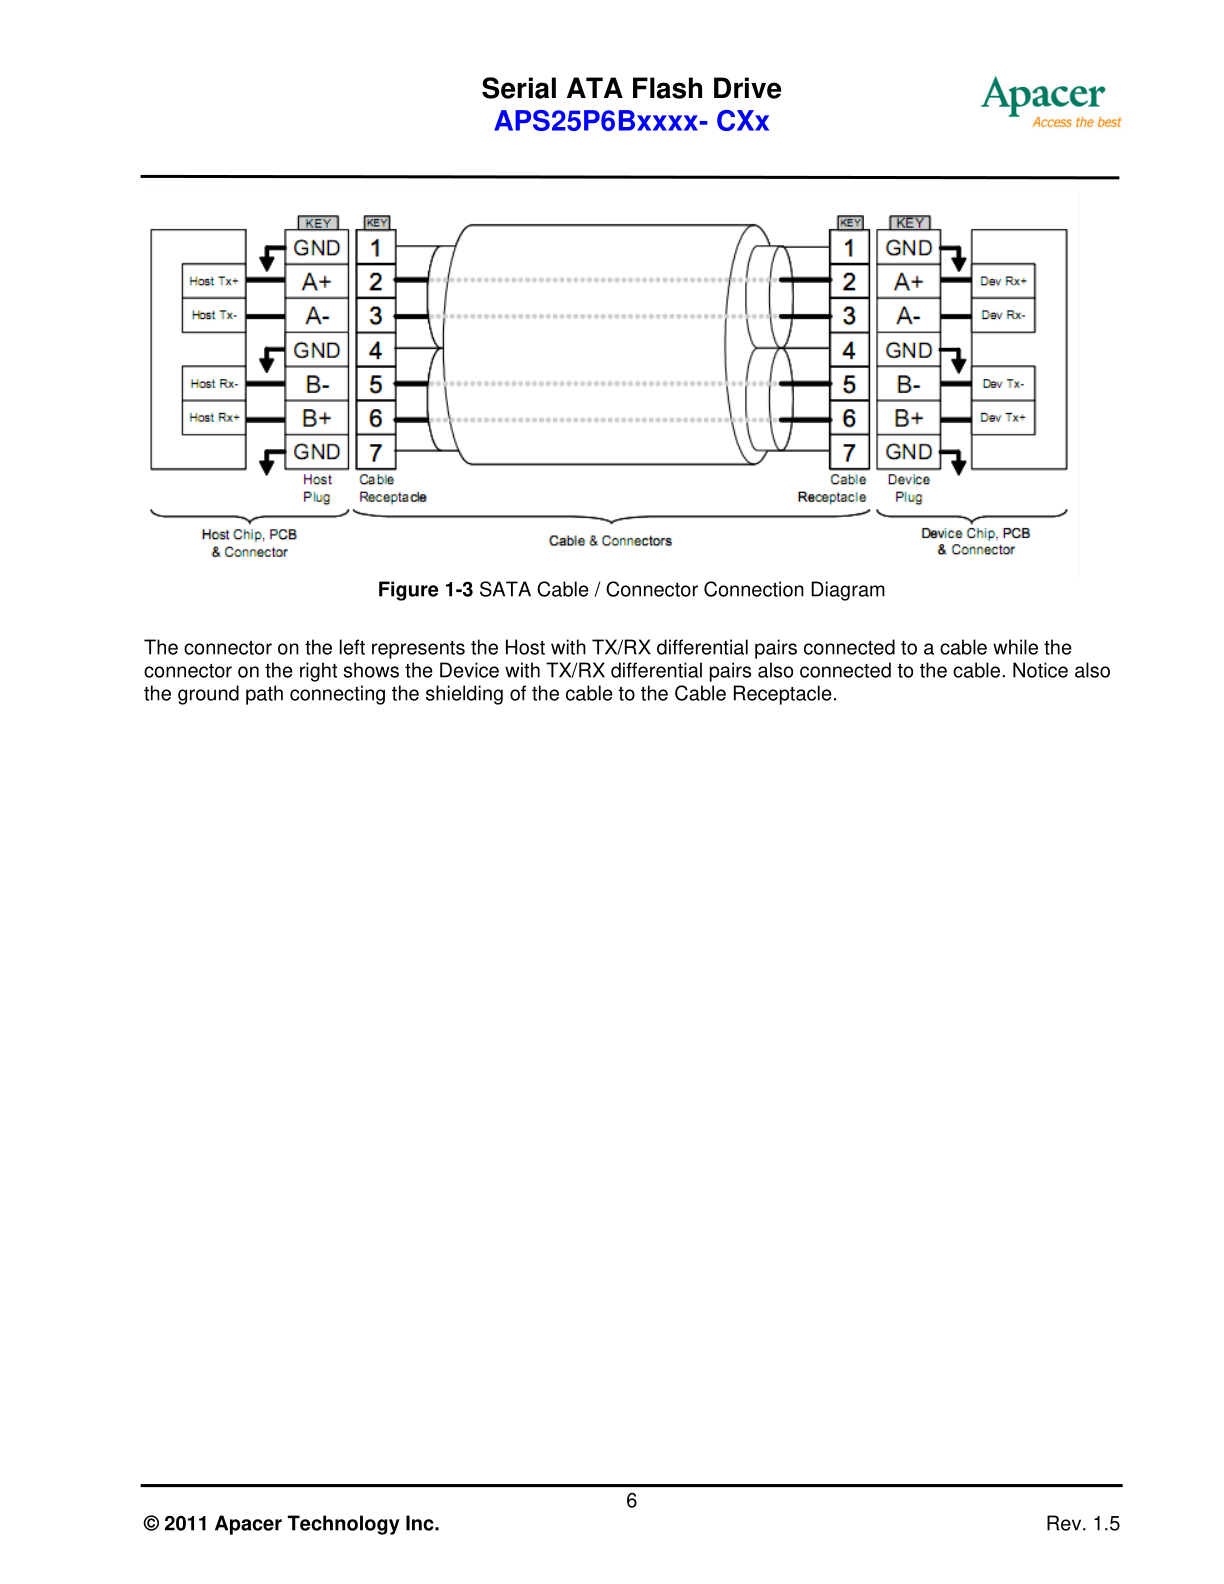 Serial ATA Flash Drive
APS25P6Bxxxx- CXx
Apacer
Access the best
KEY KEY KEY KEY
GND 1 1 GND
Host Tx+ A+ 2 2 A+ Dev Rx+
Host Tx- A- 3 3 A- Dev Rx-
GND 4 4 GND
Host Rx- B- 5 5 B- Dev Tx-
Host Rx+ B+ 6 6 B+ Dev Tx+
GND 7 7 GND
Host Cable Cable Device
Plug Receptacle Receptacle Plug
Host Chip, PCB
& Connector
Cable & Connectors
Device Chip, PCB
& Connector
Figure 1-3 SATA Cable / Connector Connection Diagram
The connector on the left represents the Host with TX/RX differential pairs connected to a cable while the
connector on the right shows the Device with TX/RX differential pairs also connected to the cable. Notice also
the ground path connecting the shielding of the cable to the Cable Receptacle.
6
© 2011 Apacer Technology Inc. Rev. 1.5